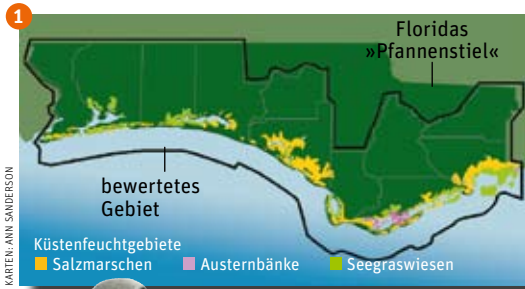 1
Floridas
»Pfannenstiel«
bewertetes
Gebiet
Küstenfeuchtgebiete
Salzmarschen Austernbänke Seegraswiesen
KARTEN: ANN SANDERSON